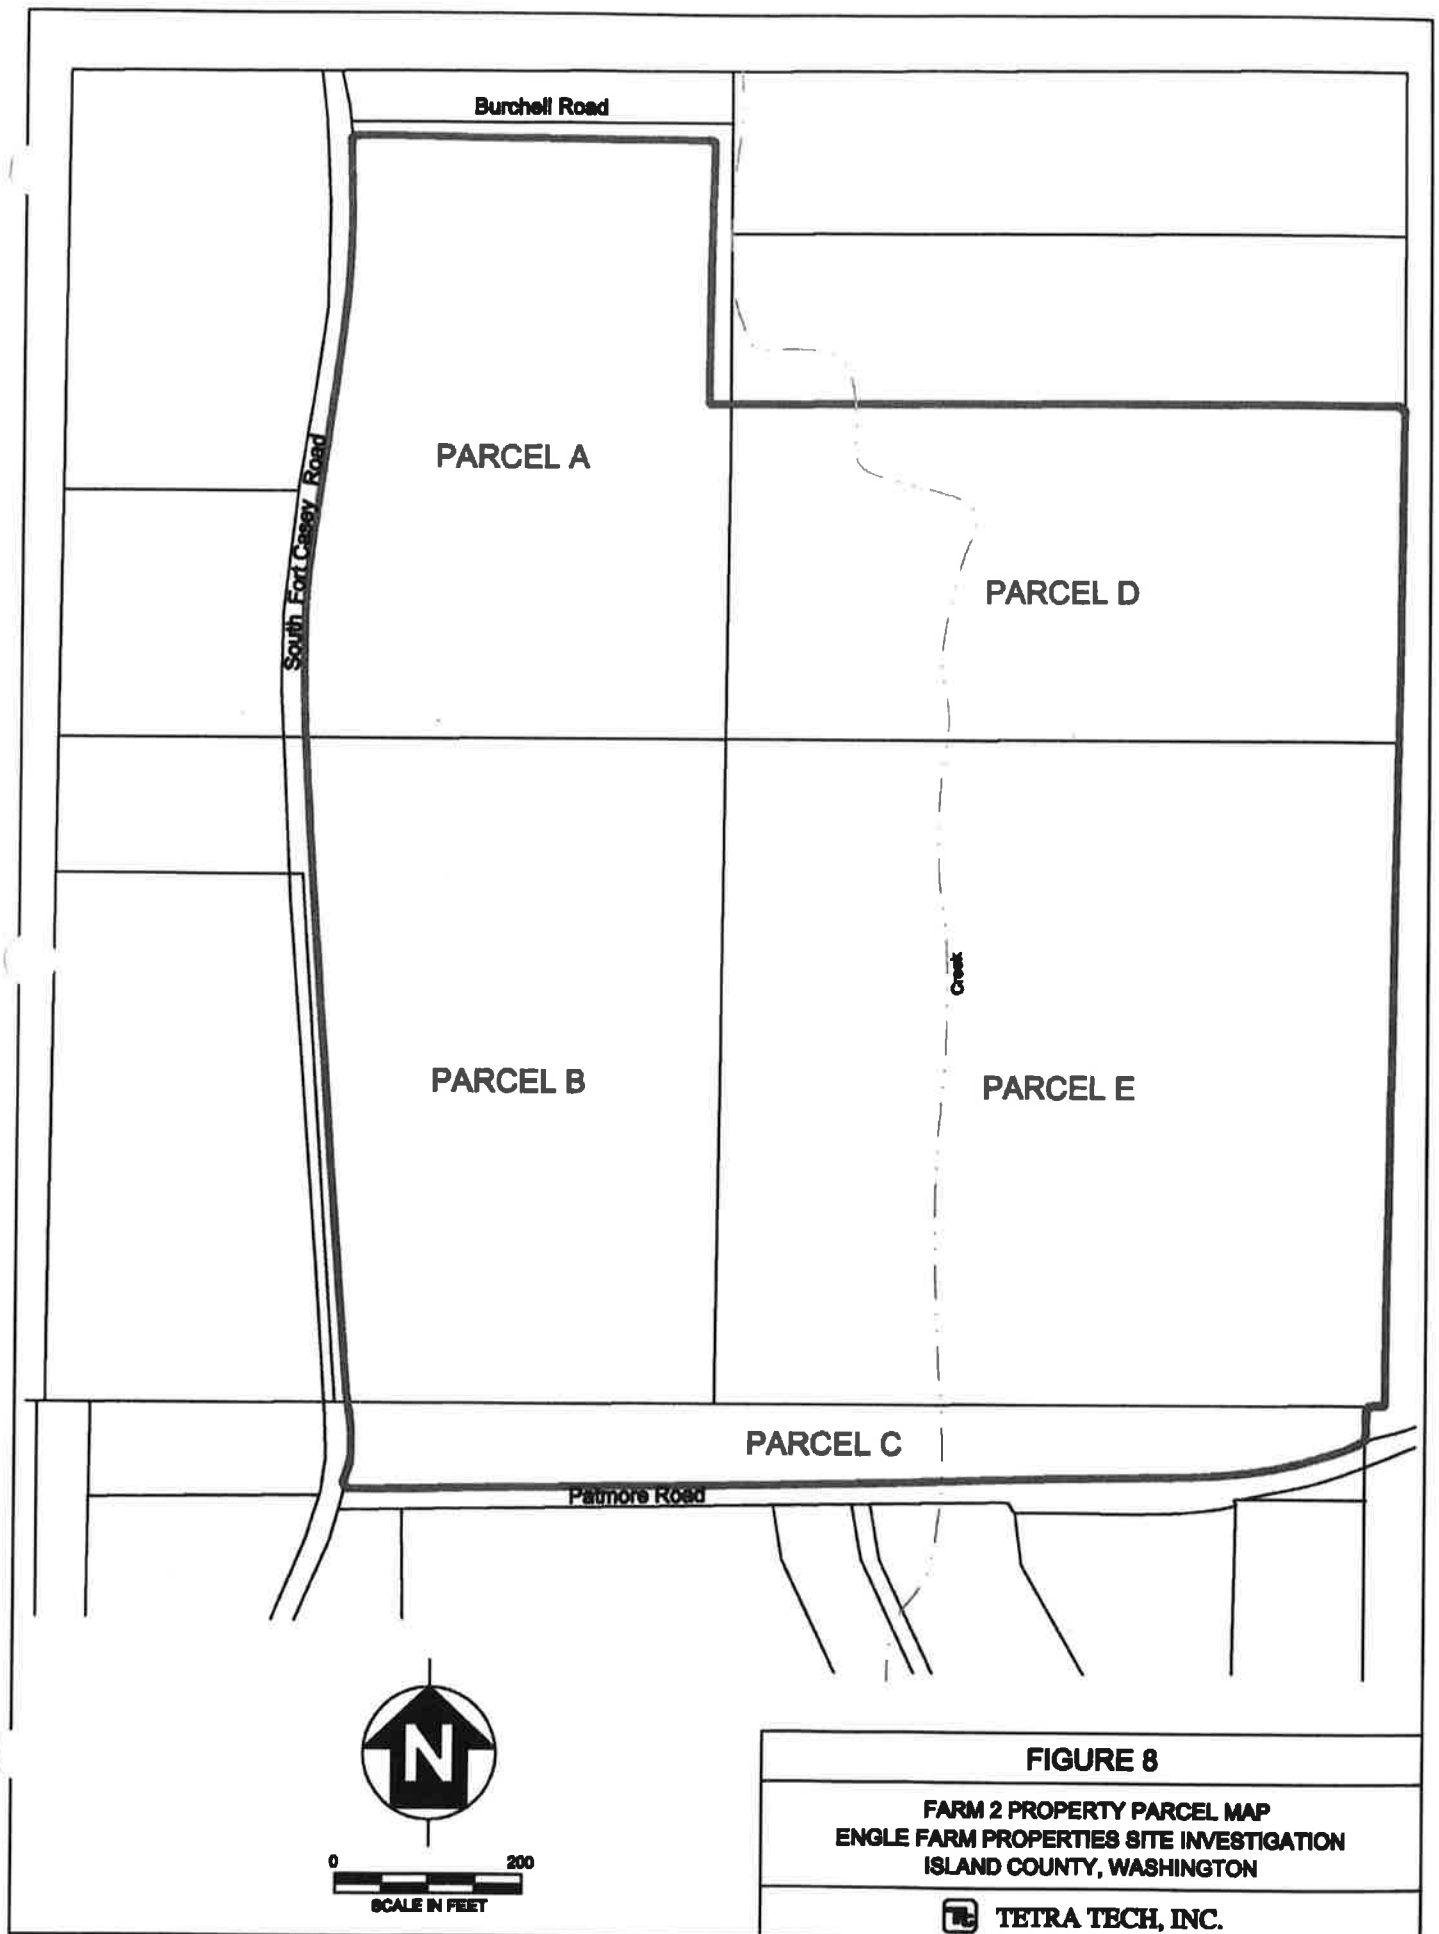 Burchell Road
PARCEL A
South Fort Casey Road
PARCEL D
Creek
PARCEL B
PARCEL E
PARCEL C
Patmore Road
N
0 200
SCALE IN FEET
FIGURE 8
FARM 2 PROPERTY PARCEL MAP
ENGLE FARM PROPERTIES SITE INVESTIGATION
ISLAND COUNTY, WASHINGTON
TETRA TECH, INC.